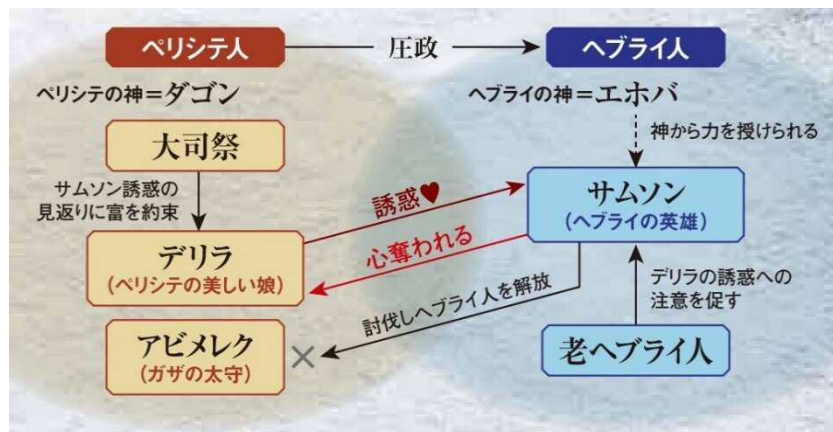 ペリシテ人
圧政
ヘブライ人
ペリシテの神=ダゴン
ヘブライの神=エホバ
神から力を授けられる
大司祭
サムソン誘惑の
見返りに富を約束
誘惑♥
サムソン
(ヘブライの英雄)
心奪われる
デリラ
(ペリシテの美しい娘)
討伐しヘブライ人を解放
デリラの誘惑への
注意を促す
アビメレク
(ガザの太守)
老ヘブライ人